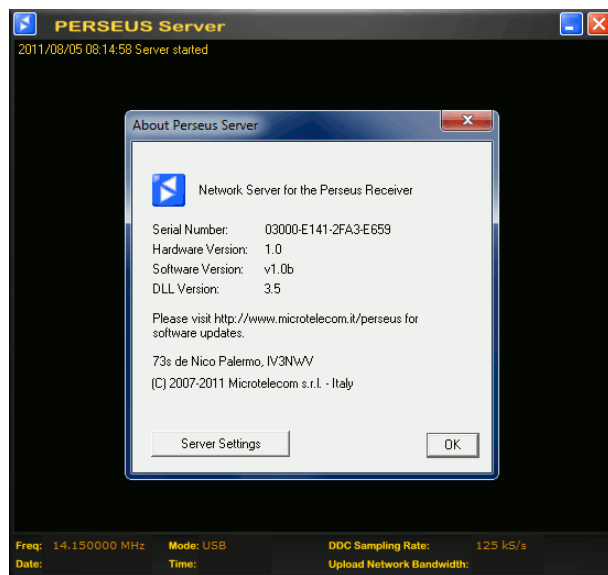 PERSEUS Server
2011/08/05 08:14:58 Server started
About Perseus Server
Network Server for the Perseus Receiver
Serial Number: 03000-E141-2FA3-E659
Hardware Version: 1.0
Software Version: v1.0b
DLL Version: 3.5
Please visit http://www.microtelecom.it/perseus for
software updates.
73s de Nico Palermo, IV3NWV
(C) 2007-2011 Microtelecom s.r.l. - Italy
Server Settings OK
Freq: 14.150000 MHz Mode: USB DDC Sampling Rate: 125 kS/s
Date: Time: Upload Network Bandwidth: